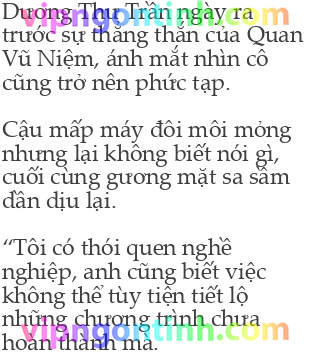 Dương Thư Trần ngây ra
trước sự thẳng thắn của Quan
Vũ Niệm, ánh mắt nhìn cô
cũng trở nên phức tạp.
Cậu mấp máy đôi môi mỏng
nhưng lại không biết nói gì,
cuối cùng gương mặt sa sầm
dần dịu lại.
“Tôi có thói quen nghề
nghiệp, anh cũng biết việc
không thể tùy tiện tiết lộ
những chương trình chưa
hoàn thành mà.
vipngontinh.com
vipngontinh.com